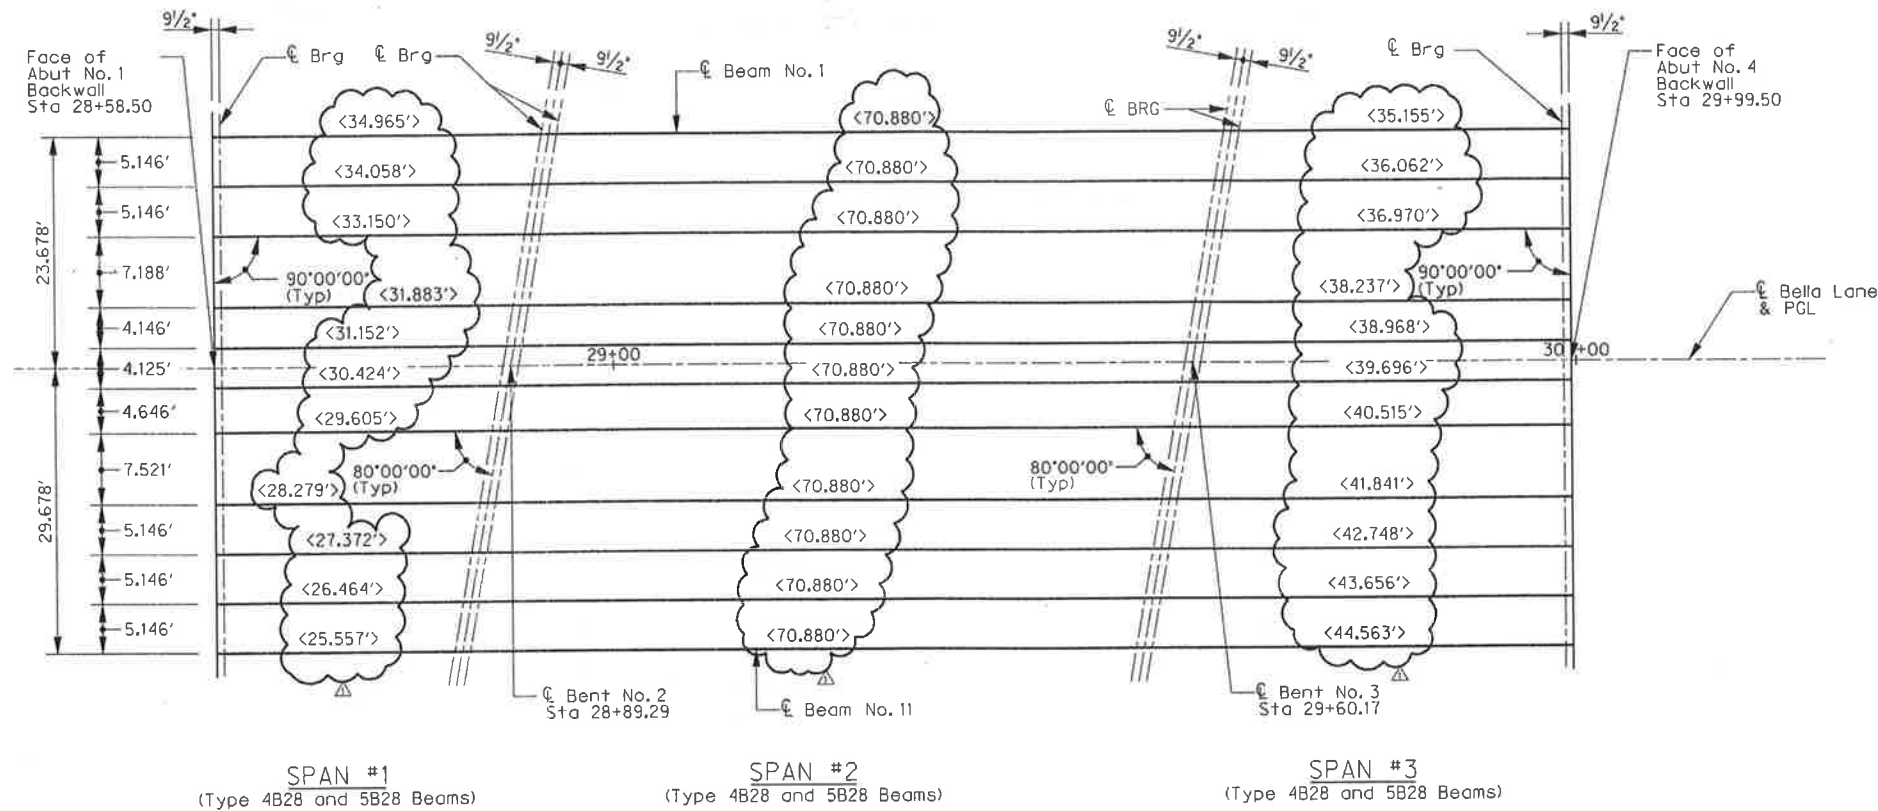 9½"
9½"
9½"
9½"
9½"
9½"
Face of
Abut No. 1
Backwall
Sta 28+58.50
℄ Brg
℄ Brg
℄ Beam No. 1
℄ BRG
℄ Brg
Face of
Abut No. 4
Backwall
Sta 29+99.50
<34.965'>
<70.880'>
<35.155'>
5.146'
<34.058'>
<70.880'>
<36.062'>
5.146'
<33.150'>
<70.880'>
<36.970'>
23.678'
7.188'
90°00'00"
(Typ)
<31.883'>
<70.880'>
<38.237'>
90°00'00"
(Typ)
℄ Bella Lane
& PGL
4.146'
<31.152'>
<70.880'>
<38.968'>
29+00
30+00
4.125'
<30.424'>
<70.880'>
<39.696'>
4.646'
<29.605'>
<70.880'>
<40.515'>
7.521'
80°00'00"
(Typ)
80°00'00"
(Typ)
<28.279'>
<70.880'>
<41.841'>
29.678'
5.146'
<27.372'>
<70.880'>
<42.748'>
5.146'
<26.464'>
<70.880'>
<43.656'>
5.146'
<25.557'>
<70.880'>
<44.563'>
1
1
1
℄ Bent No. 2
Sta 28+89.29
℄ Beam No. 11
℄ Bent No. 3
Sta 29+60.17
SPAN #1
(Type 4B28 and 5B28 Beams)
SPAN #2
(Type 4B28 and 5B28 Beams)
SPAN #3
(Type 4B28 and 5B28 Beams)